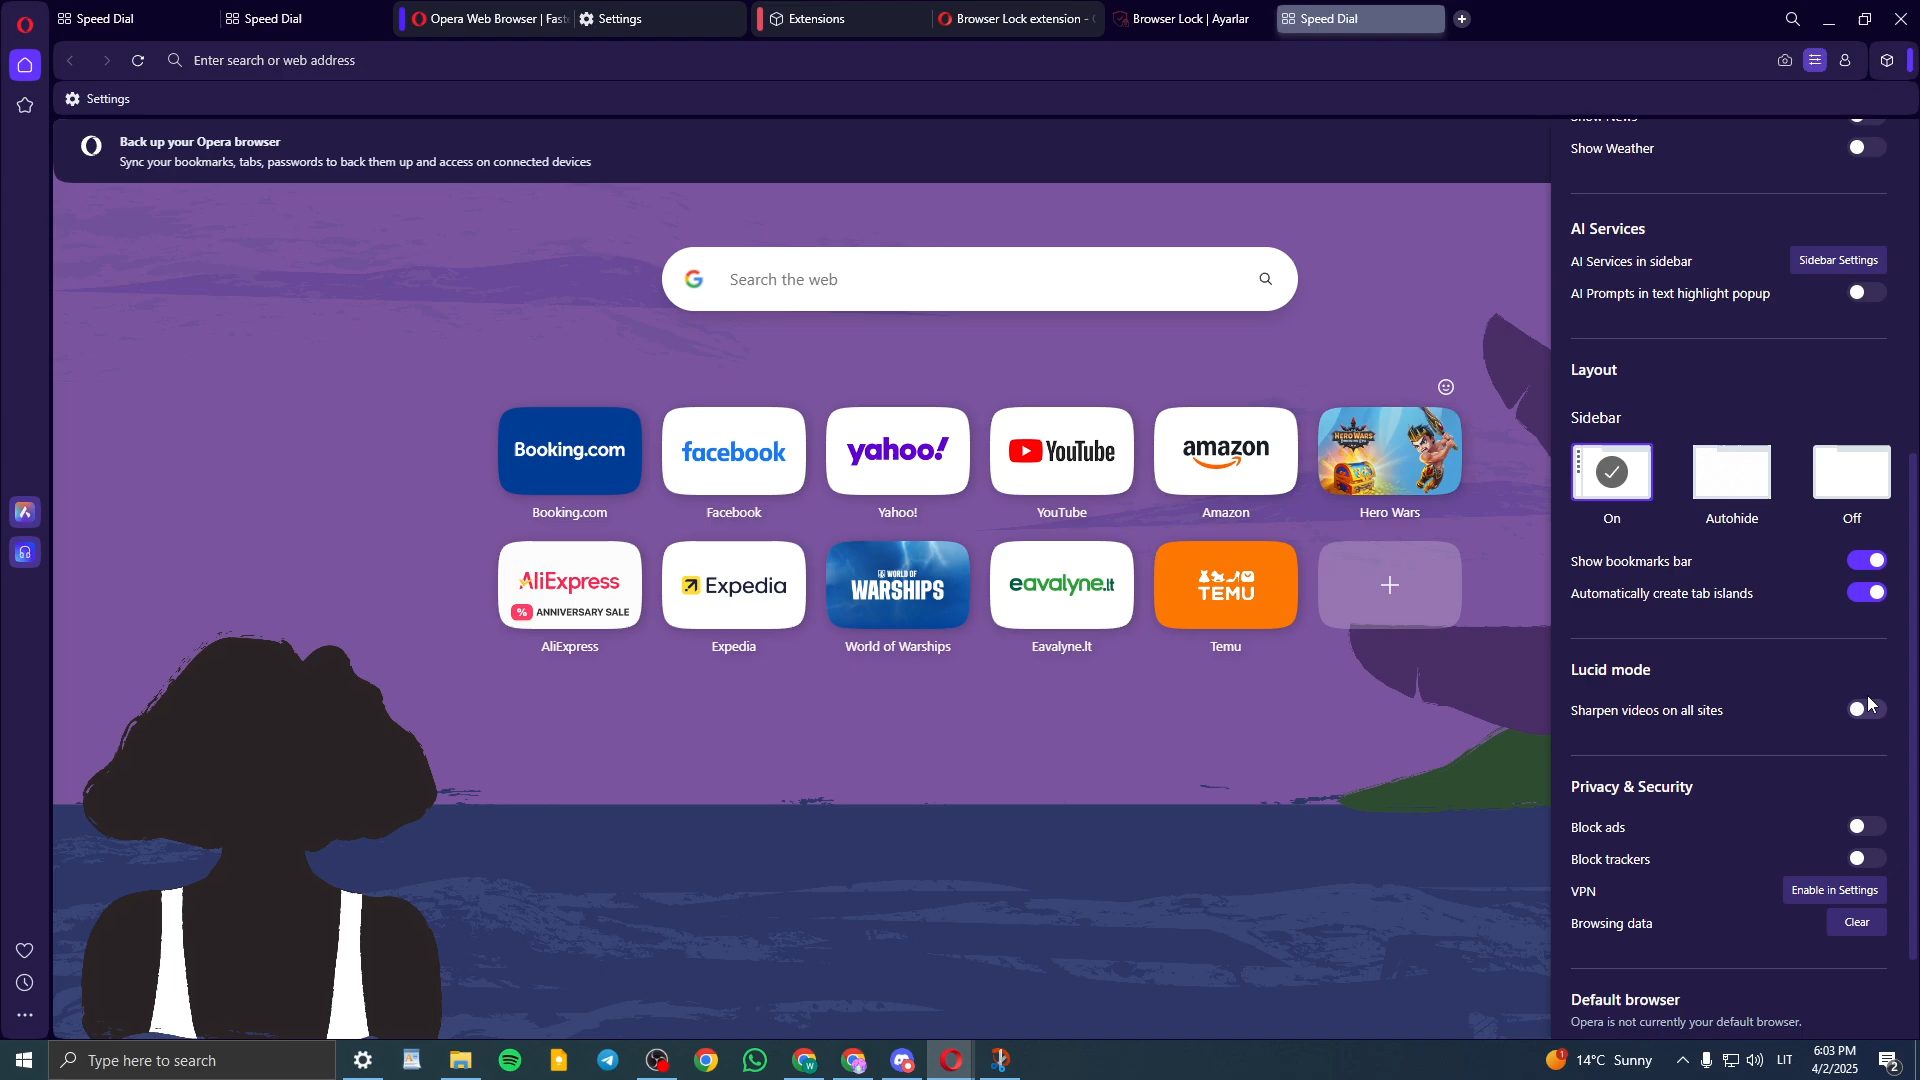 Speed Dial
Speed Dial
Opera Web Browser | Fast
Settings
Extensions
Browser Lock extension -
Browser Lock | Ayarlar
Speed Dial
Enter search or web address
Settings
Back up your Opera browser
Sync your bookmarks, tabs, passwords to back them up and access on connected devices
Search the web
Booking.com
facebook
yahoo!
YouTube
amazon
HERO WARS
Booking.com
Facebook
Yahoo!
YouTube
Amazon
Hero Wars
AliExpress
% ANNIVERSARY SALE
Expedia
WORLD OF
WARSHIPS
eavalyne.lt
TEMU
AliExpress
Expedia
World of Warships
Eavalyne.lt
Temu
Show Weather
AI Services
AI Services in sidebar
Sidebar Settings
AI Prompts in text highlight popup
Layout
Sidebar
On
Autohide
Off
Show bookmarks bar
Automatically create tab islands
Lucid mode
Sharpen videos on all sites
Privacy & Security
Block ads
Block trackers
VPN
Enable in Settings
Browsing data
Clear
Default browser
Opera is not currently your default browser.
Type here to search
1
14°C Sunny
LIT
6:03 PM
4/2/2025
2